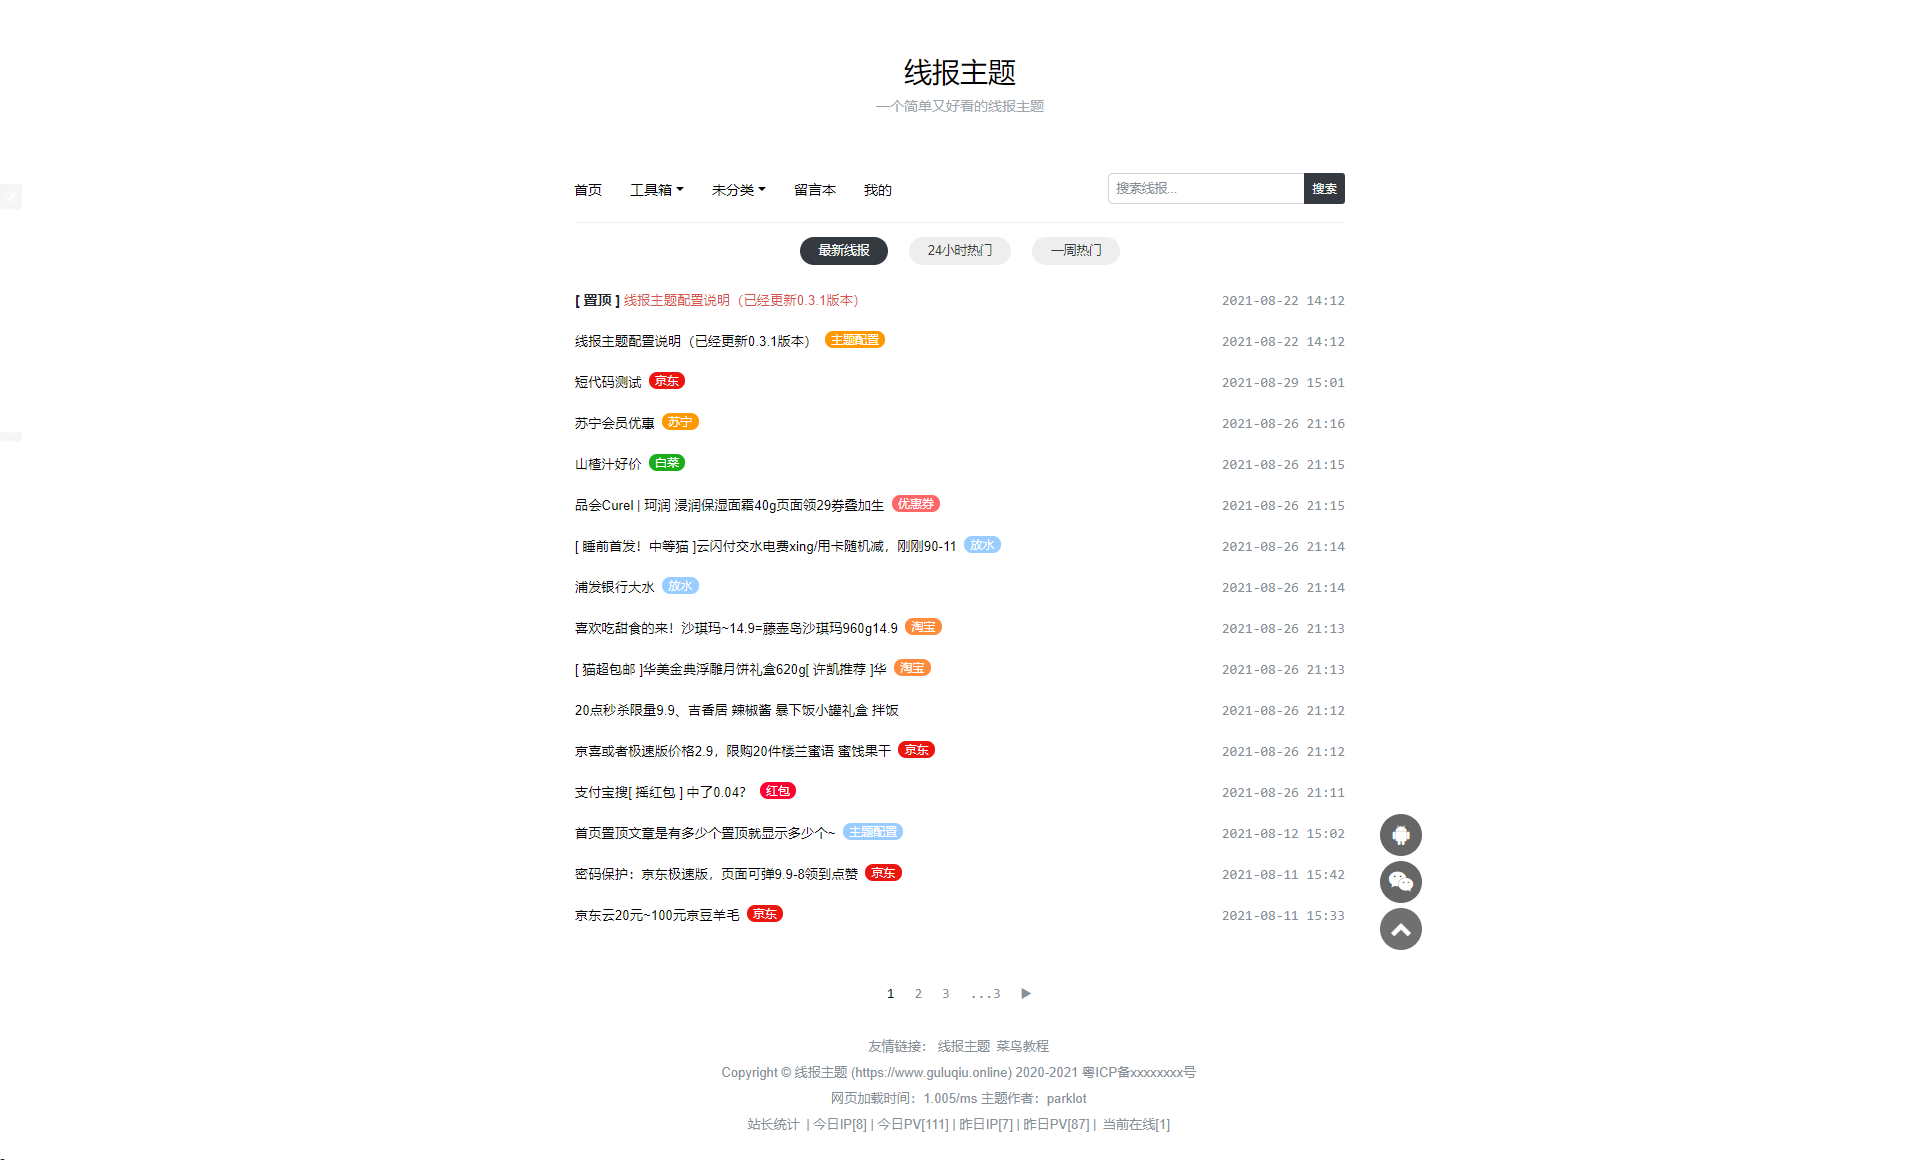 线报主题
一个简单又好看的线报主题
首页 工具箱 未分类 留言本 我的 搜索线报... 搜索
最新线报 24小时热门 一周热门
[ 置顶 ] 线报主题配置说明（已经更新0.3.1版本） 2021-08-22 14:12
线报主题配置说明（已经更新0.3.1版本） 主题配置 2021-08-22 14:12
短代码测试 京东 2021-08-29 15:01
苏宁会员优惠 苏宁 2021-08-26 21:16
山楂汁好价 白菜 2021-08-26 21:15
品会Curel | 珂润 浸润保湿面霜40g页面领29券叠加生 优惠券 2021-08-26 21:15
[ 睡前首发！中等猫 ]云闪付交水电费xing/用卡随机减，刚刚90-11 放水 2021-08-26 21:14
浦发银行大水 放水 2021-08-26 21:14
喜欢吃甜食的来！沙琪玛~14.9=藤壶岛沙琪玛960g14.9 淘宝 2021-08-26 21:13
[ 猫超包邮 ]华美金典浮雕月饼礼盒620g[ 许凯推荐 ]华 淘宝 2021-08-26 21:13
20点秒杀限量9.9、吉香居 辣椒酱 暴下饭小罐礼盒 拌饭 2021-08-26 21:12
京喜或者极速版价格2.9，限购20件楼兰蜜语 蜜饯果干 京东 2021-08-26 21:12
支付宝搜[ 摇红包 ] 中了0.04？ 红包 2021-08-26 21:11
首页置顶文章是有多少个置顶就显示多少个~ 主题配置 2021-08-12 15:02
密码保护：京东极速版，页面可弹9.9-8领到点赞 京东 2021-08-11 15:42
京东云20元~100元京豆羊毛 京东 2021-08-11 15:33
1 2 3 ...3
友情链接： 线报主题 菜鸟教程
Copyright © 线报主题 (https://www.guluqiu.online) 2020-2021 粤ICP备xxxxxxxx号
网页加载时间：1.005/ms 主题作者：parklot
站长统计 | 今日IP[8] | 今日PV[111] | 昨日IP[7] | 昨日PV[87] | 当前在线[1]